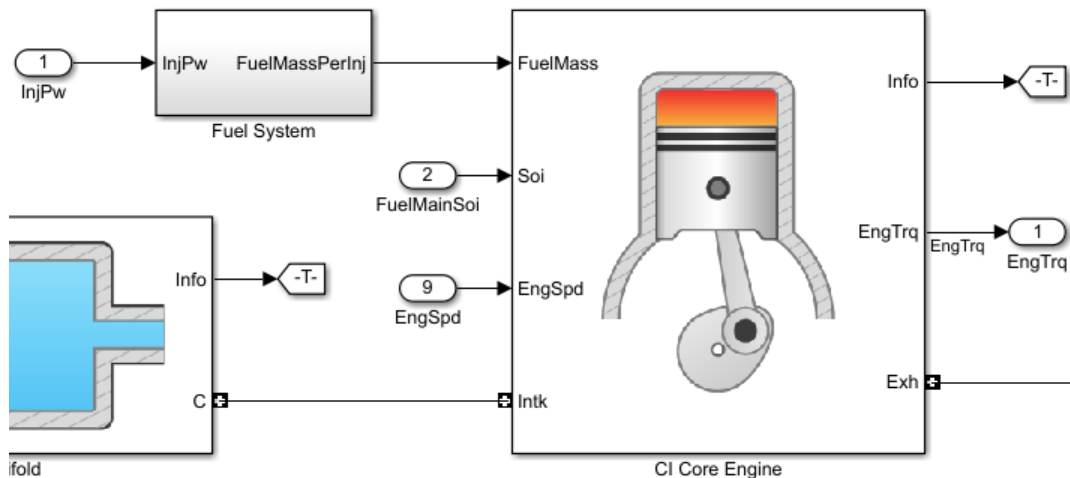 1
InjPw
InjPw
FuelMassPerInj
Fuel System
FuelMass
Info
-T-
2
FuelMainSoi
Soi
EngTrq
EngTrq
1
EngTrq
Info
-T-
9
EngSpd
EngSpd
C
Intk
Exh
ifold
CI Core Engine